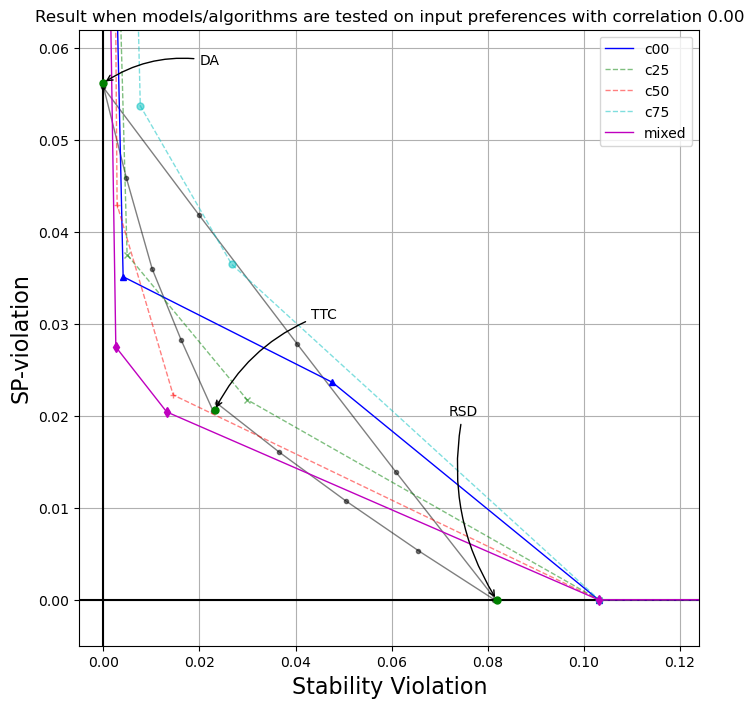 Result when models/algorithms are tested on input preferences with correlation 0.00
c00
c25
c50
c75
mixed
DA
TTC
RSD
0.06
0.05
0.04
0.03
0.02
0.01
0.00
SP-violation
0.00
0.02
0.04
0.06
0.08
0.10
0.12
Stability Violation